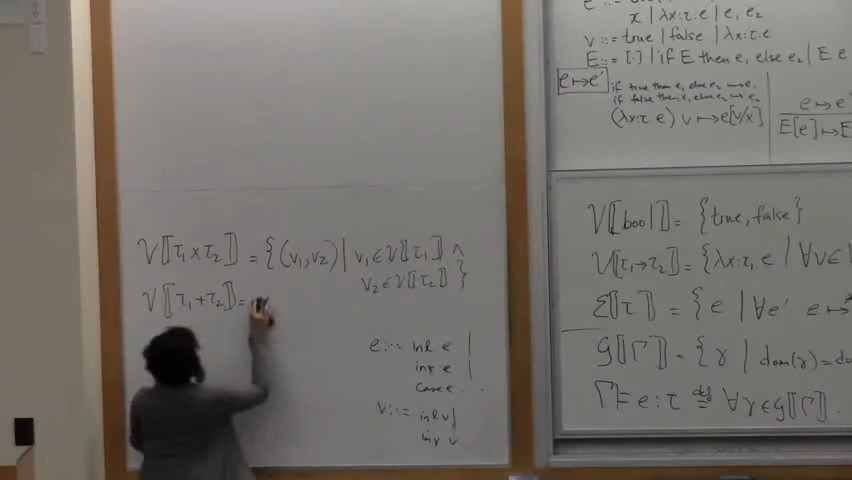 V⟦τ₁ × τ₂⟧ = {(v₁, v₂) | v₁ ∈ V⟦τ₁⟧ ∧
v₂ ∈ V⟦τ₂⟧ }
V⟦τ₁ + τ₂⟧ =
e ::= inl e |
inr e |
case e . . .
v ::= inl v |
inr v
x | λx:τ.e | e₁ e₂
v ::= true | false | λx:τ.e
E ::= [·] | if E then e₁ else e₂ | E e
e ↦ e'
if true then e₁ else e₂ ↦ e₁
if false then e₁ else e₂ ↦ e₂
(λx:τ. e) v ↦ e[v/x]
e ↦ e'
E[e] ↦ E
V⟦bool⟧ = {true, false}
V⟦τ₁→τ₂⟧ = {λx:τ₁.e | ∀v ∈ V
E⟦τ⟧ = { e | ∀e' e ↦*
G⟦Γ⟧ = { γ | dom(γ) = do
Γ ⊨ e : τ def= ∀γ ∈ G⟦Γ⟧.